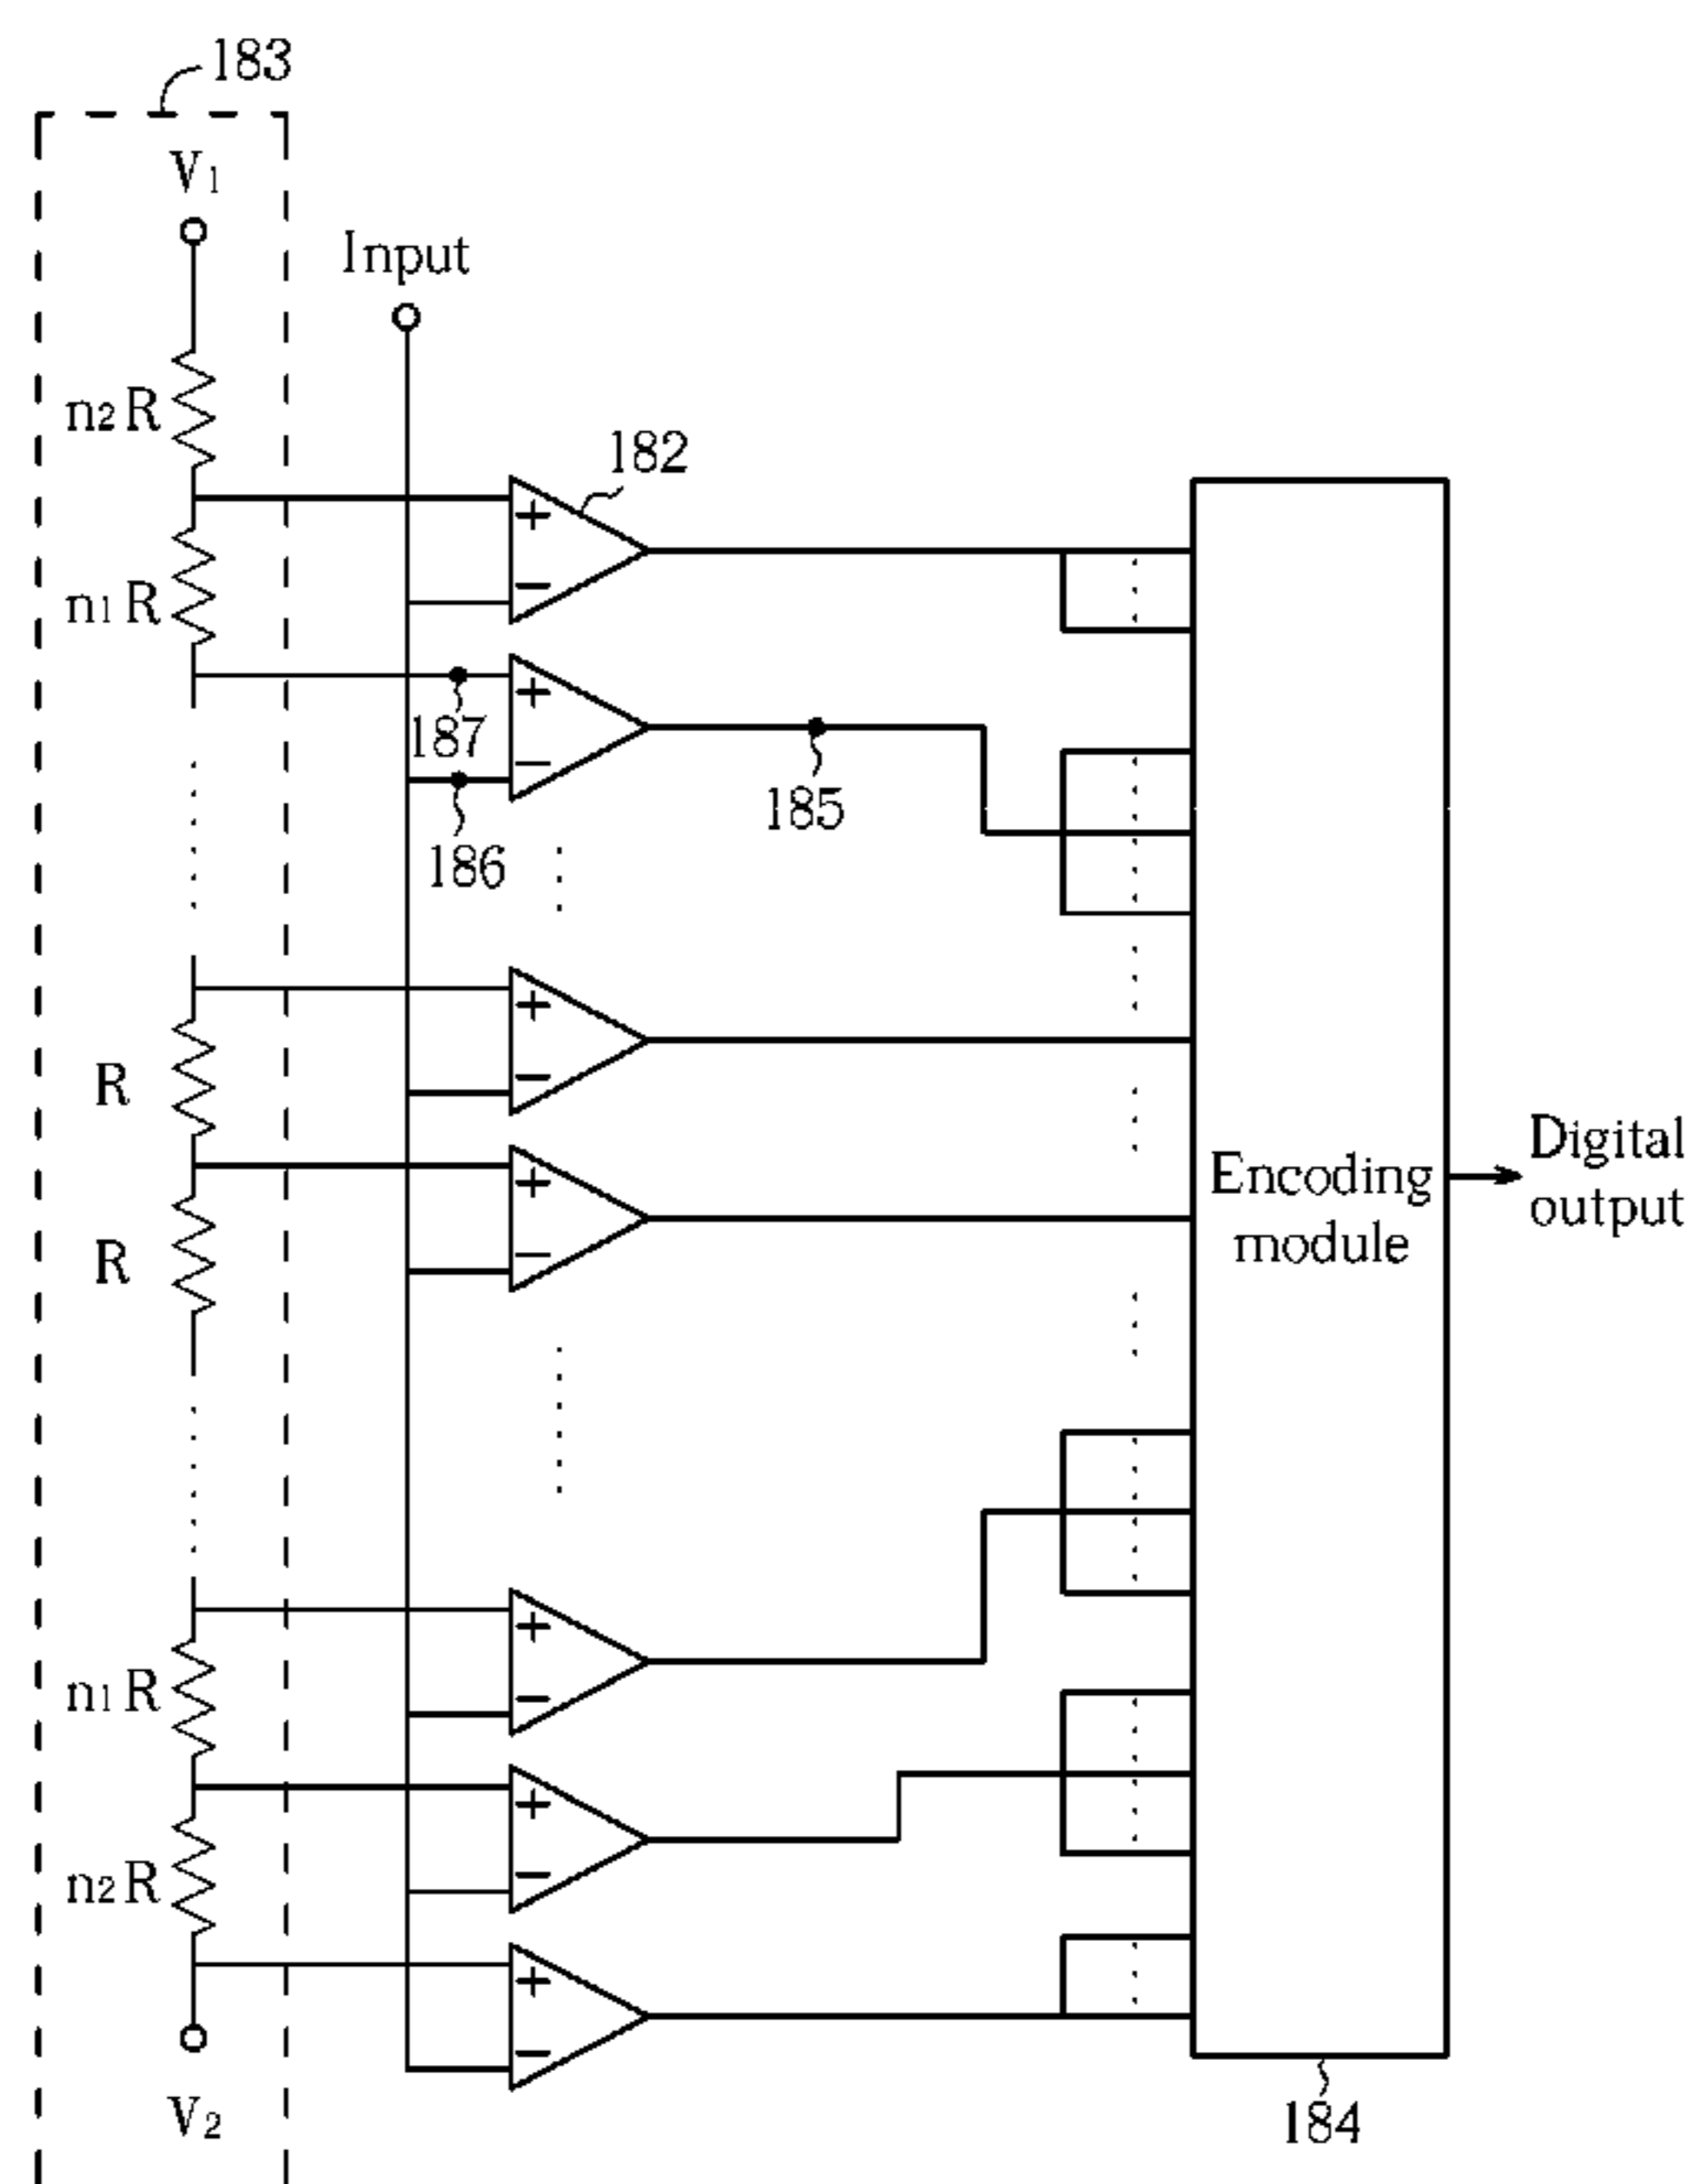 183
V1
Input
n2R
182
+
−
n1R
+
187
−
185
186
+
R
−
+
Encoding
module
Digital
output
R
−
+
n1R
−
+
n2R
−
+
−
V2
184